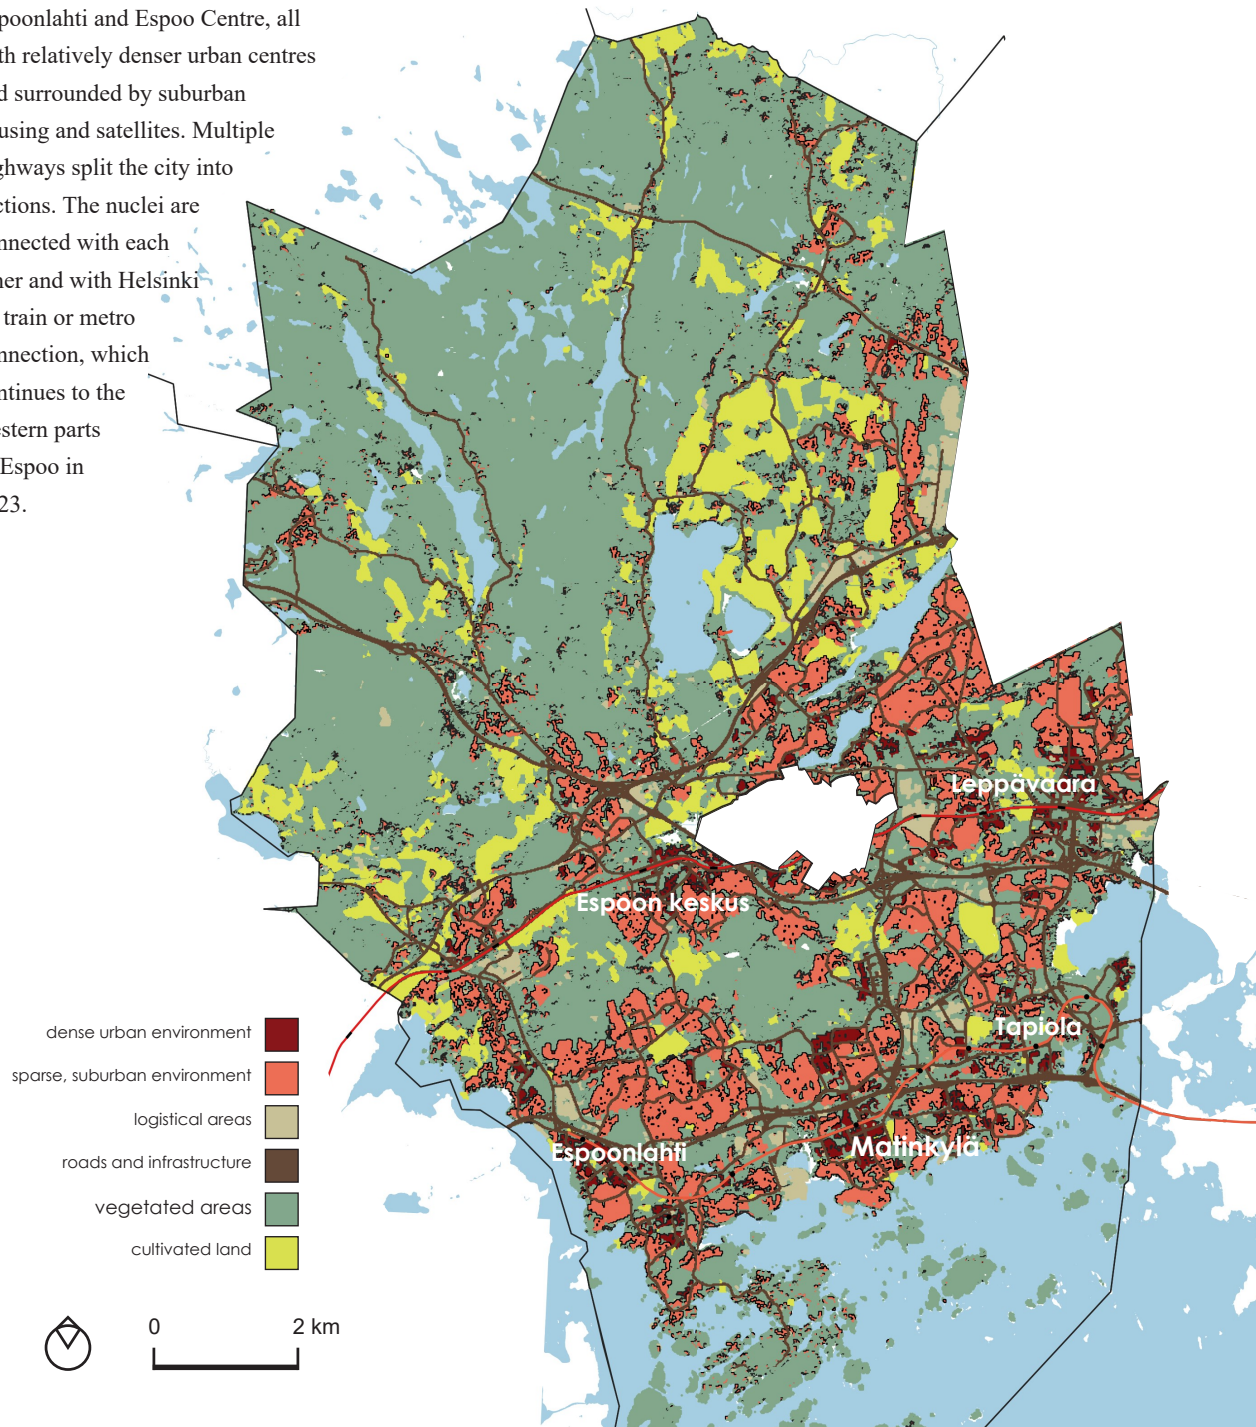 poonlahti and Espoo Centre, all
th relatively denser urban centres
d surrounded by suburban
using and satellites. Multiple
ghways split the city into
ctions. The nuclei are
nnected with each
her and with Helsinki
train or metro
nnection, which
ntinues to the
estern parts
Espoo in
23.
Leppävaara
Espoon keskus
Tapiola
Matinkylä
Espoonlahti
dense urban environment
sparse, suburban environment
logistical areas
roads and infrastructure
vegetated areas
cultivated land
0 2 km